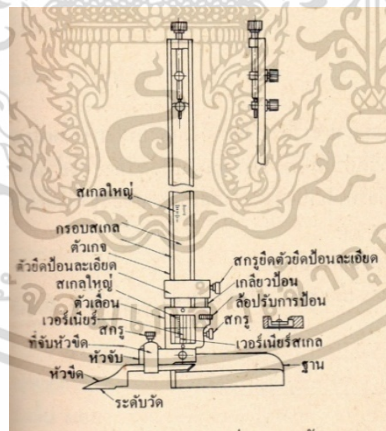 สเกลใหญ่
กรอบสเกล
ตัวเกจ
ตัวยึดป้อนละเอียด
สเกลใหญ่
ตัวเลื่อน
เวอร์เนียร์
สกรู
ที่จับหัวขีด
หัวจับ
หัวขีด
ระดับวัด
สกรูยึดตัวยึดป้อนละเอียด
เกลียวป้อน
ล้อปรับการป้อน
สกรู
เวอร์เนียร์สเกล
ฐาน